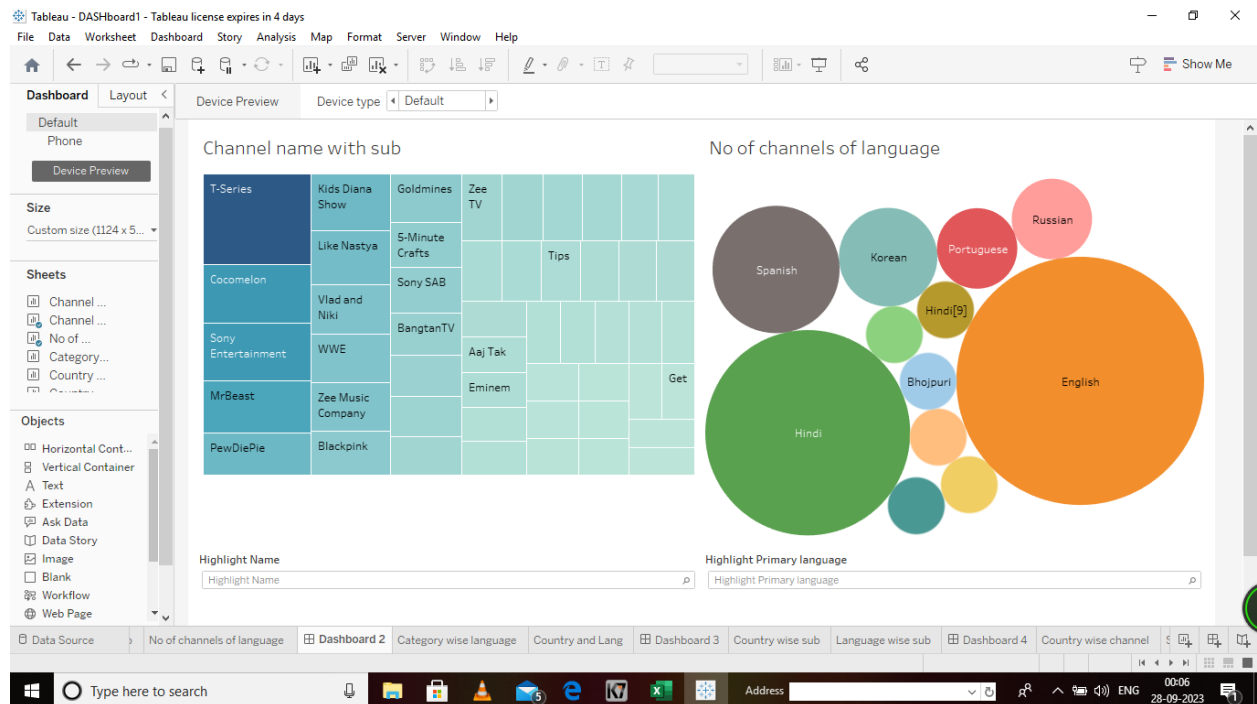 Tableau - DASHboard1 - Tableau license expires in 4 days
File Data Worksheet Dashboard Story Analysis Map Format Server Window Help
Show Me
Dashboard Layout
Default
Phone
Device Preview
Size
Custom size (1124 x 5...
Sheets
Channel ...
Channel ...
No of ...
Category...
Country ...
Objects
Horizontal Cont...
Vertical Container
Text
Extension
Ask Data
Data Story
Image
Blank
Workflow
Web Page
Device Preview Device type Default
Channel name with sub
T-Series
Cocomelon
Sony
Entertainment
MrBeast
PewDiePie
Kids Diana
Show
Like Nastya
Vlad and
Niki
WWE
Zee Music
Company
Blackpink
Goldmines
5-Minute
Crafts
Sony SAB
BangtanTV
Zee
TV
Aaj Tak
Eminem
Tips
Get
Highlight Name
Highlight Name
No of channels of language
Russian
Portuguese
Korean
Spanish
Hindi[9]
Bhojpuri
English
Hindi
Highlight Primary language
Highlight Primary language
Data Source No of channels of language Dashboard 2 Category wise language Country and Lang Dashboard 3 Country wise sub Language wise sub Dashboard 4 Country wise channel
Type here to search
5
K7
Address
ENG
00:06
28-09-2023
1